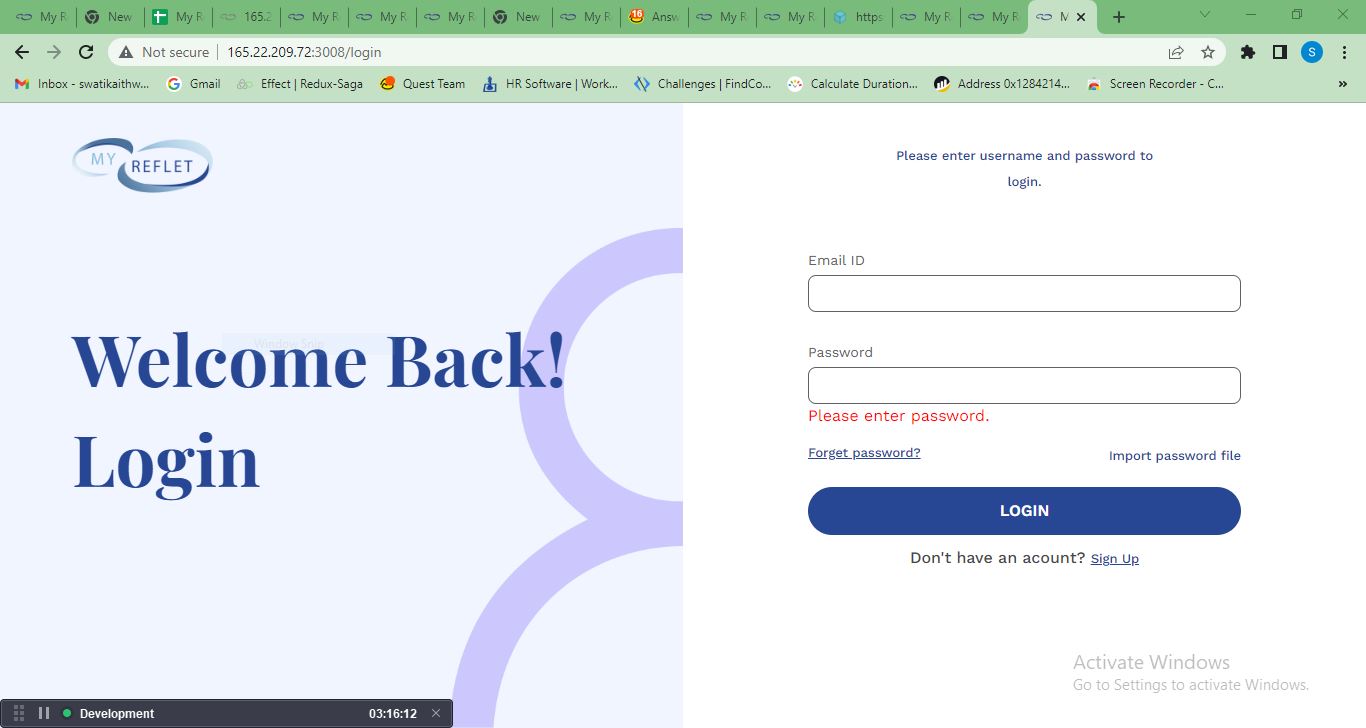 My R
New
My R
165.2
My R
My R
My R
New
My R
16
Answ
My R
My R
https
My R
My R
M
Not secure
165.22.209.72:3008/login
S
Inbox - swatikaithw...
Gmail
Effect | Redux-Saga
Quest Team
HR Software | Work...
Challenges | FindCo...
Calculate Duration...
Address 0x1284214...
Screen Recorder - C...
MY
REFLET
Welcome Back!
Window Snip
Login
Please enter username and password to
login.
Email ID
Password
Please enter password.
Forget password?
Import password file
LOGIN
Don't have an acount? Sign Up
Activate Windows
Go to Settings to activate Windows.
Development
03:16:12